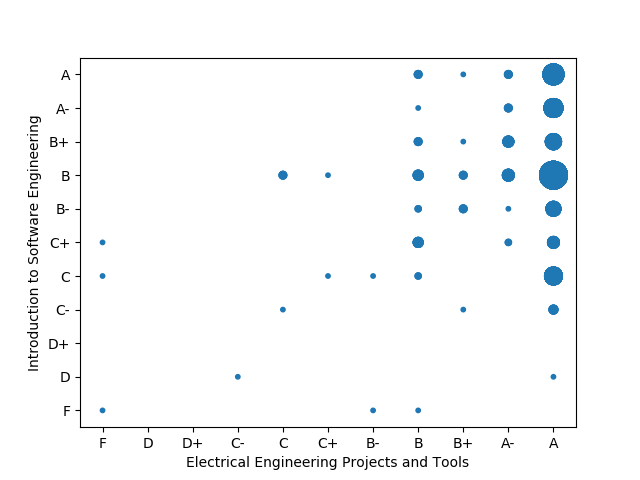 Introduction to Software Engineering
A
A-
B+
B
B-
C+
C
C-
D+
D
F
F D D+ C- C C+ B- B B+ A- A
Electrical Engineering Projects and Tools